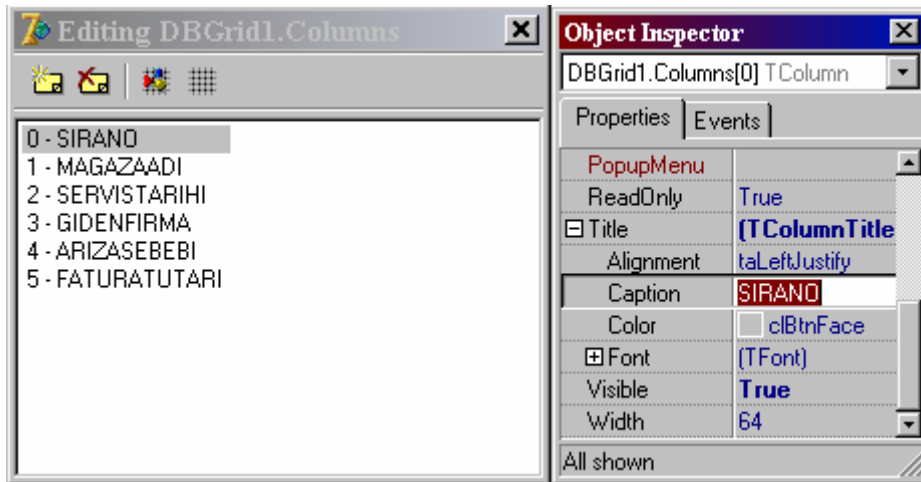 Editing DBGrid1.Columns
0 - SIRANO
1 - MAGAZAADI
2 - SERVISTARIHI
3 - GIDENFIRMA
4 - ARIZASEBEBI
5 - FATURATUTARI
Object Inspector
DBGrid1.Columns[0] TColumn
Properties Events
PopupMenu
ReadOnly True
Title (TColumnTitle
Alignment taLeftJustify
Caption SIRANO
Color clBtnFace
Font (TFont)
Visible True
Width 64
All shown